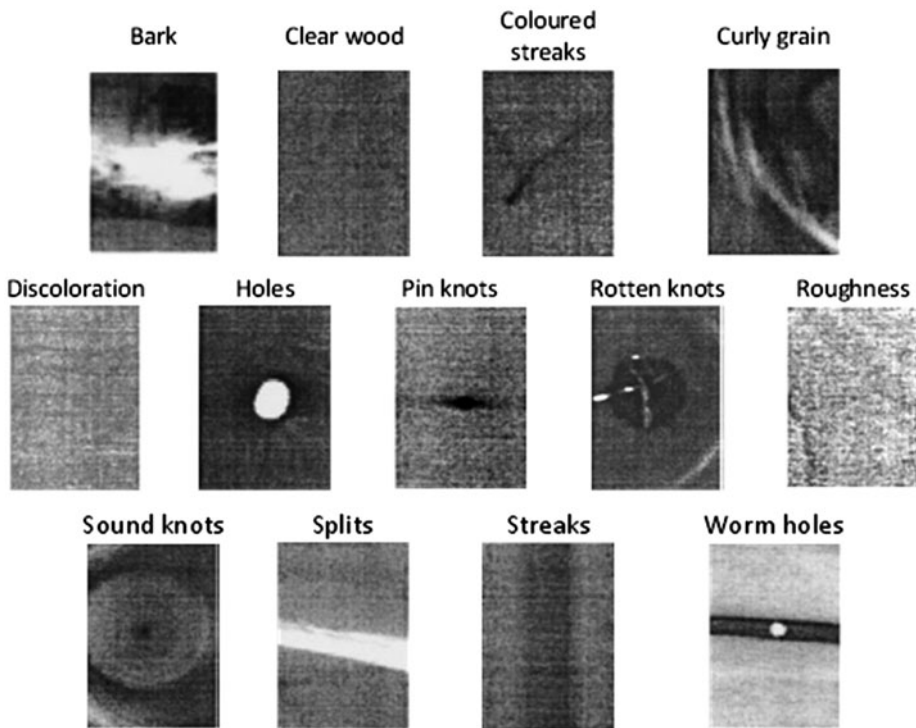 Bark
Clear wood
Coloured
streaks
Curly grain
Discoloration
Holes
Pin knots
Rotten knots
Roughness
Sound knots
Splits
Streaks
Worm holes